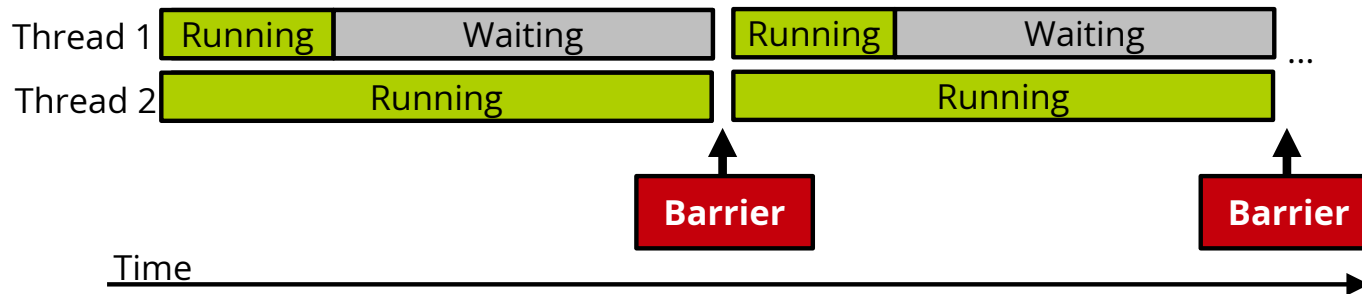 Thread 1 Running Waiting Running Waiting
...
Thread 2 Running Running
Barrier Barrier
Time